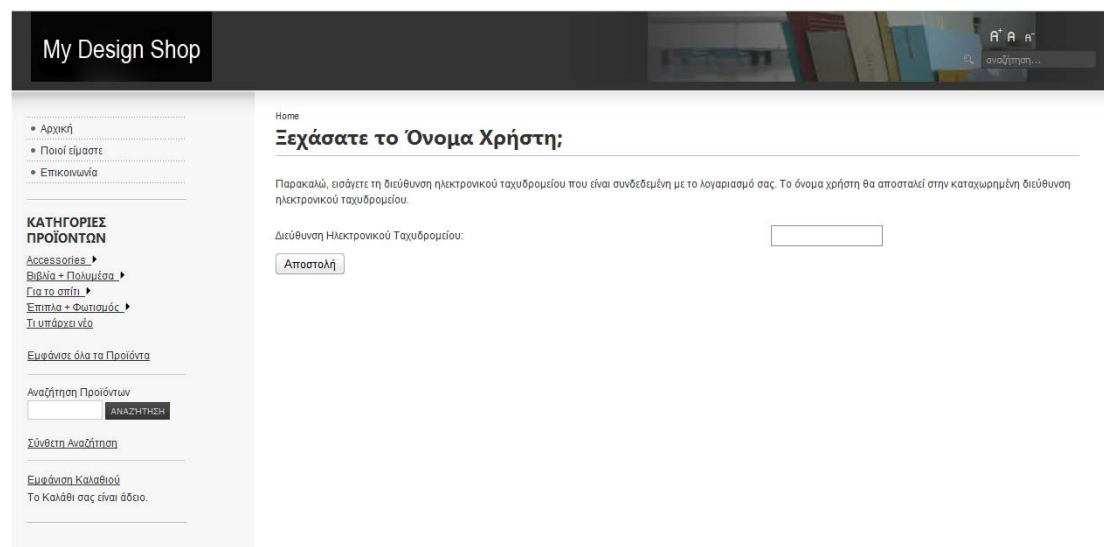 My Design Shop
A+ A A-
αναζήτηση...
Αρχική
Ποιοί είμαστε
Επικοινωνία
ΚΑΤΗΓΟΡΙΕΣ
ΠΡΟΪΟΝΤΩΝ
Accessories
Βιβλία + Πολυμέσα
Για το σπίτι
Έπιπλα + Φωτισμός
Τι υπάρχει νέο
Εμφάνισε όλα τα Προϊόντα
Αναζήτηση Προϊόντων
ΑΝΑΖΗΤΗΣΗ
Σύνθετη Αναζήτηση
Εμφάνιση Καλαθιού
Το Καλάθι σας είναι άδειο.
Home
Ξεχάσατε το Όνομα Χρήστη;
Παρακαλώ, εισάγετε τη διεύθυνση ηλεκτρονικού ταχυδρομείου που είναι συνδεδεμένη με το λογαριασμό σας. Το όνομα χρήστη θα αποσταλεί στην καταχωρημένη διεύθυνση
ηλεκτρονικού ταχυδρομείου.
Διεύθυνση Ηλεκτρονικού Ταχυδρομείου:
Αποστολή